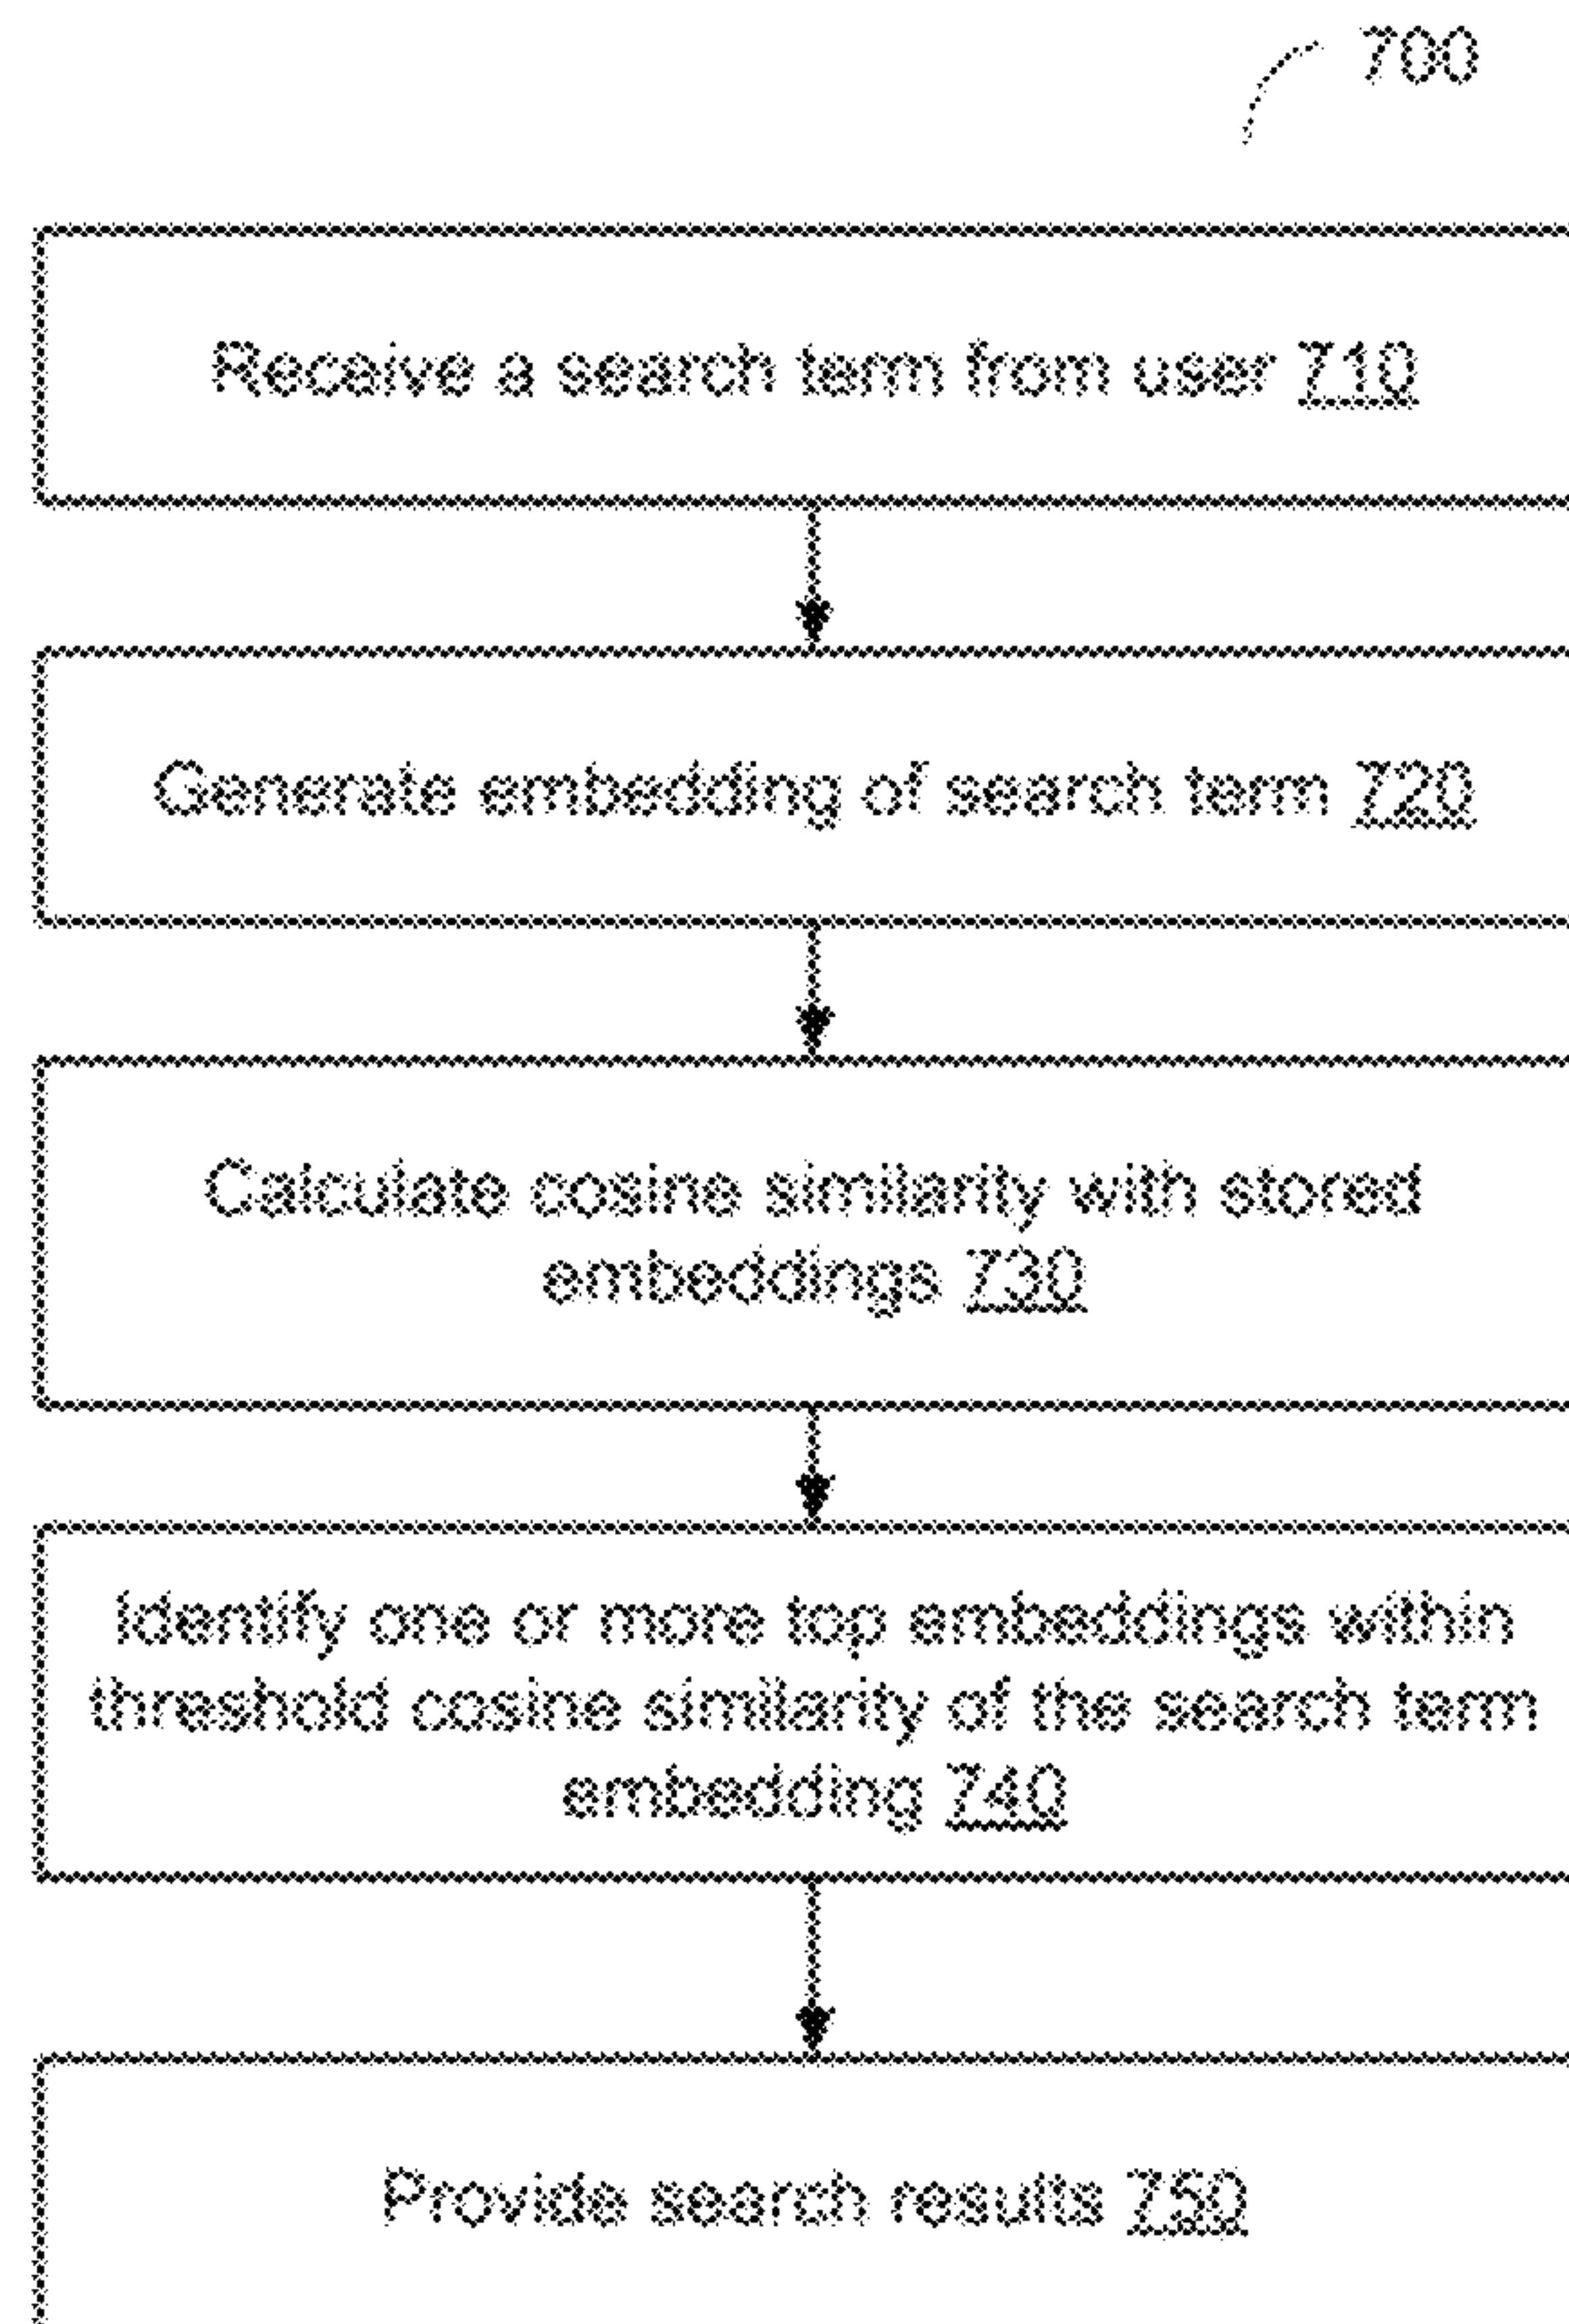 700
Receive a search term from user 710
Generate embedding of search term 720
Calculate cosine similarity with stored
embeddings 730
Identify one or more top embeddings within
threshold cosine similarity of the search term
embedding 740
Provide search results 750